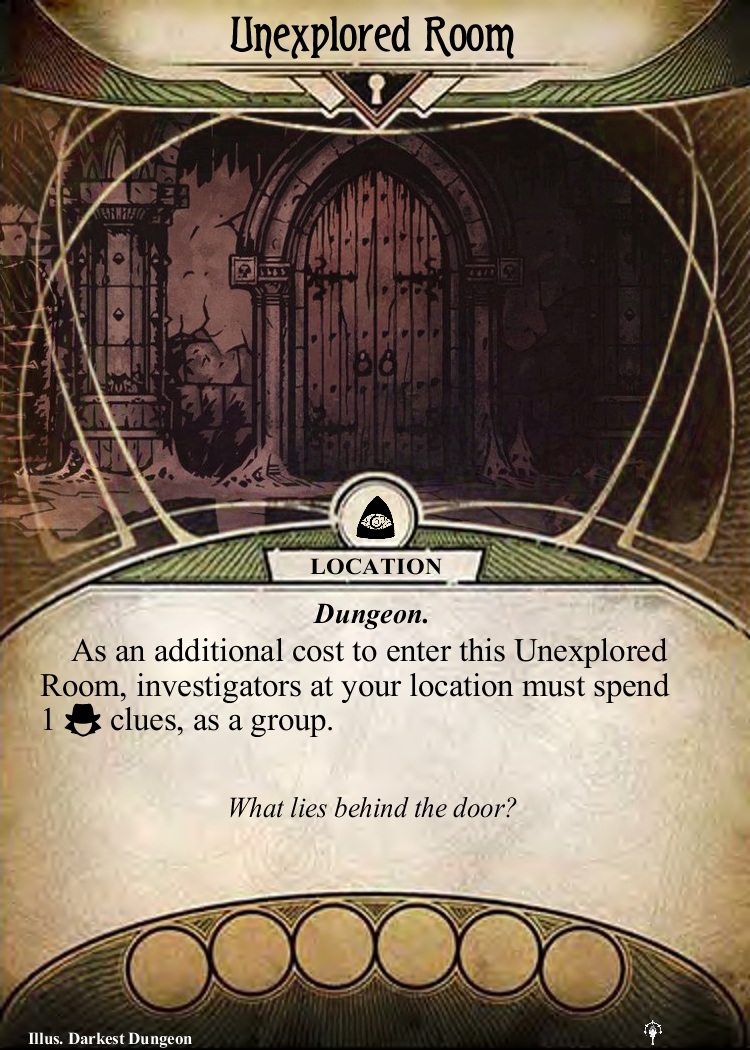 Unexplored Room
LOCATION
Dungeon.
As an additional cost to enter this Unexplored
Room, investigators at your location must spend
1 clues, as a group.
What lies behind the door?
Illus. Darkest Dungeon